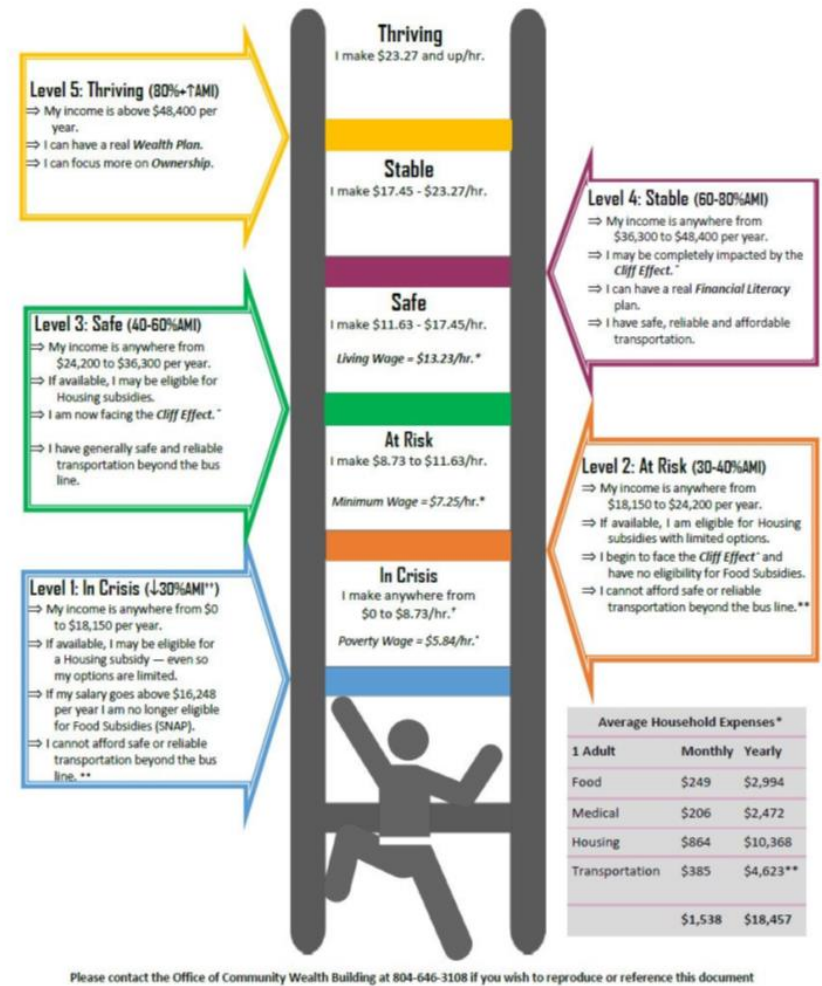 Thriving
I make $23.27 and up/hr.
Level 5: Thriving (80%+↑AMI)
⇒ My income is above $48,400 per
year.
⇒ I can have a real Wealth Plan.
⇒ I can focus more on Ownership.
Stable
I make $17.45 - $23.27/hr.
Level 4: Stable (60-80%AMI)
⇒ My income is anywhere from
$36,300 to $48,400 per year.
⇒ I may be completely impacted by the
Cliff Effect.^
⇒ I can have a real Financial Literacy
plan.
⇒ I have safe, reliable and affordable
transportation.
Safe
I make $11.63 - $17.45/hr.
Living Wage = $13.23/hr.*
Level 3: Safe (40-60%AMI)
⇒ My income is anywhere from
$24,200 to $36,300 per year.
⇒ If available, I may be eligible for
Housing subsidies.
⇒ I am now facing the Cliff Effect.^
⇒ I have generally safe and reliable
transportation beyond the bus
line.
At Risk
I make $8.73 to $11.63/hr.
Minimum Wage = $7.25/hr.*
Level 2: At Risk (30-40%AMI)
⇒ My income is anywhere from
$18,150 to $24,200 per year.
⇒ If available, I am eligible for Housing
subsidies with limited options.
⇒ I begin to face the Cliff Effect^ and
have no eligibility for Food Subsidies.
⇒ I cannot afford safe or reliable
transportation beyond the bus line.**
In Crisis
I make anywhere from
$0 to $8.73/hr.†
Poverty Wage = $5.84/hr.*
Level 1: In Crisis (↓30%AMI**)
⇒ My income is anywhere from $0
to $18,150 per year.
⇒ If available, I may be eligible for
a Housing subsidy — even so
my options are limited.
⇒ If my salary goes above $16,248
per year I am no longer eligible
for Food Subsidies (SNAP).
⇒ I cannot afford safe or reliable
transportation beyond the bus
line. **
Average Household Expenses*
1 Adult Monthly Yearly
Food $249 $2,994
Medical $206 $2,472
Housing $864 $10,368
Transportation $385 $4,623**
$1,538 $18,457
Please contact the Office of Community Wealth Building at 804-646-3108 if you wish to reproduce or reference this document